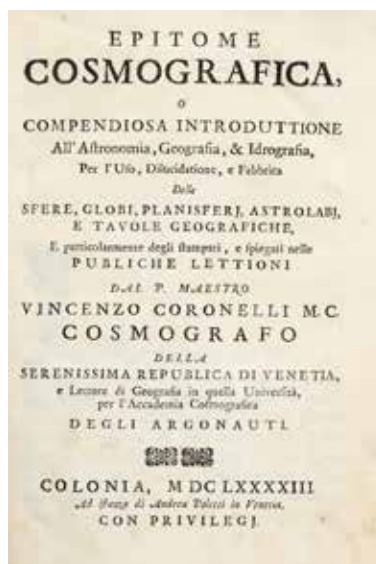 EPITOME
COSMOGRAFICA,
O
COMPENDIOSA INTRODUTTIONE
All'Aſtronomia, Geografia, & Idrografia,
Per l'Uſo, Dilucidatione, e Fabbrica
Delle
SFERE, GLOBI, PLANISFERJ, ASTROLABJ,
E TAVOLE GEOGRAFICHE,
E particolarmente degli ſtampati, e ſpiegati nelle
PUBLICHE LETTIONI
DAL P. MAESTRO
VINCENZO CORONELLI M.C.
COSMOGRAFO
DELLA
SERENISSIMA REPUBLICA DI VENETIA,
e Lettore di Geografia in quella Univerſità,
per l'Accademia Coſmografica
DEGLI ARGONAUTI.
COLONIA, MDCLXXXXIII
Ad iſtanza di Andrea Poletti in Venetia,
CON PRIVILEGJ.